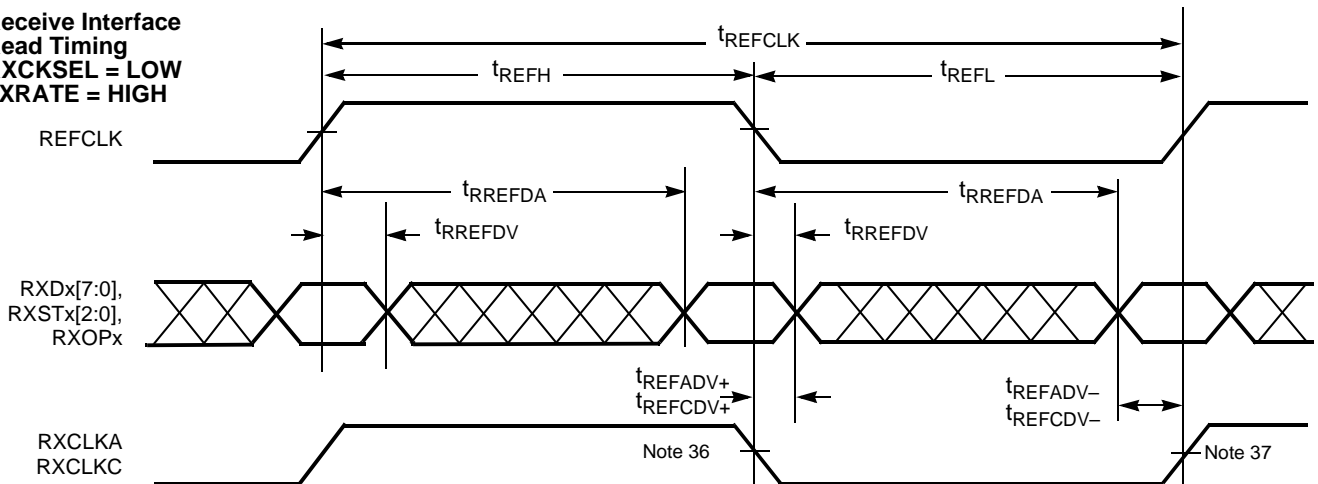 eceive Interface
ead Timing
XCKSEL = LOW
XRATE = HIGH
tREFCLK
tREFH
tREFL
REFCLK
tRREFDA
tRREFDA
tRREFDV
tRREFDV
RXDx[7:0],
RXSTx[2:0],
RXOPx
tREFADV+
tREFCDV+
tREFADV–
tREFCDV–
RXCLKA
RXCLKC
Note 36
Note 37